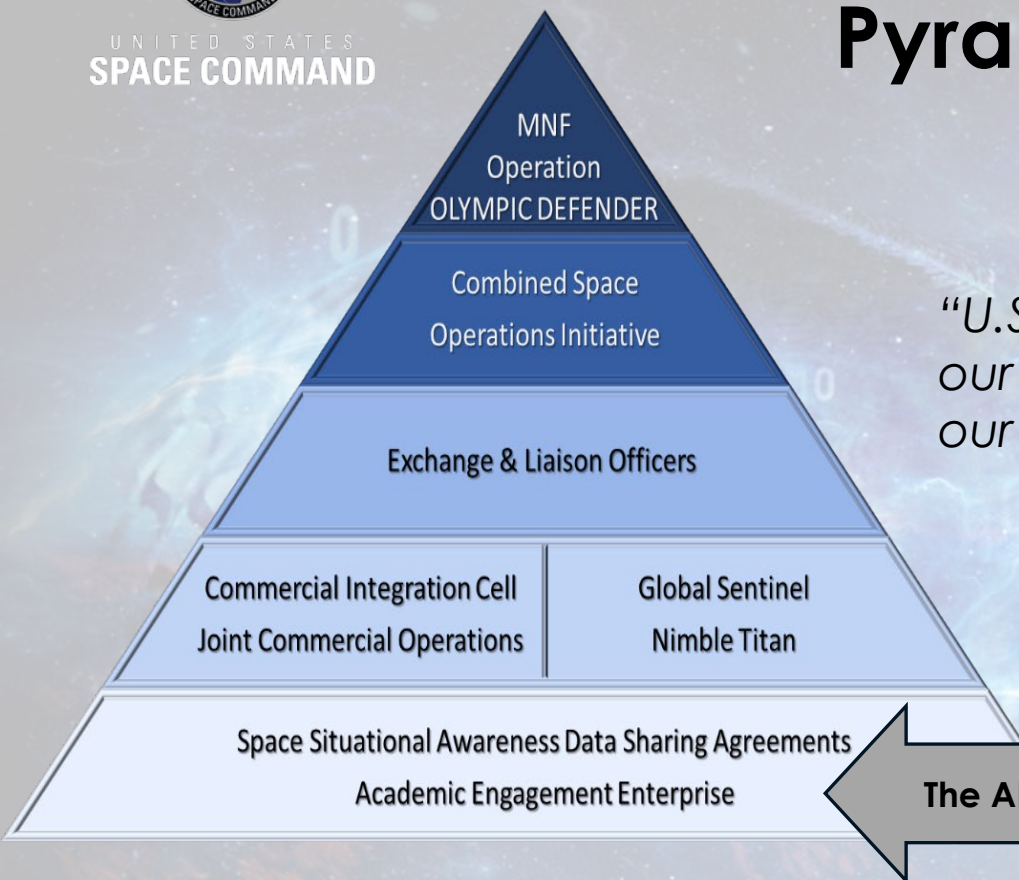 SPACE COMMAND
UNITED STATES
SPACE COMMAND
Pyra
MNF
Operation
OLYMPIC DEFENDER
Combined Space
Operations Initiative
“U.S
our
our
Exchange & Liaison Officers
Commercial Integration Cell
Joint Commercial Operations
Global Sentinel
Nimble Titan
Space Situational Awareness Data Sharing Agreements
Academic Engagement Enterprise
The A